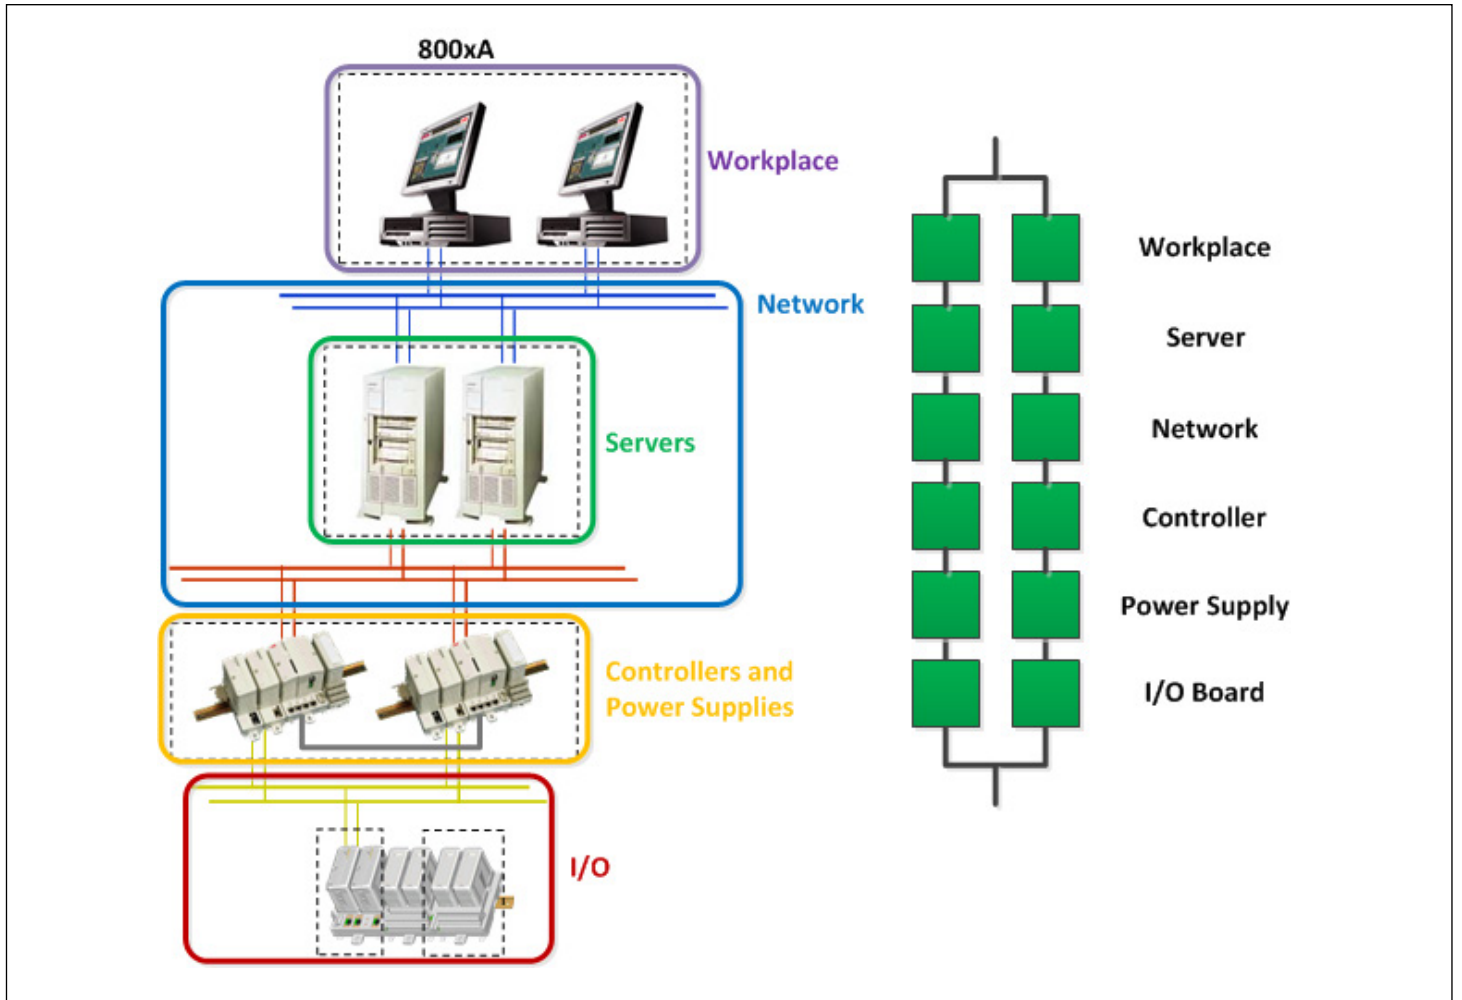 800xA
Workplace
Network
Servers
Controllers and
Power Supplies
I/O
Workplace
Server
Network
Controller
Power Supply
I/O Board